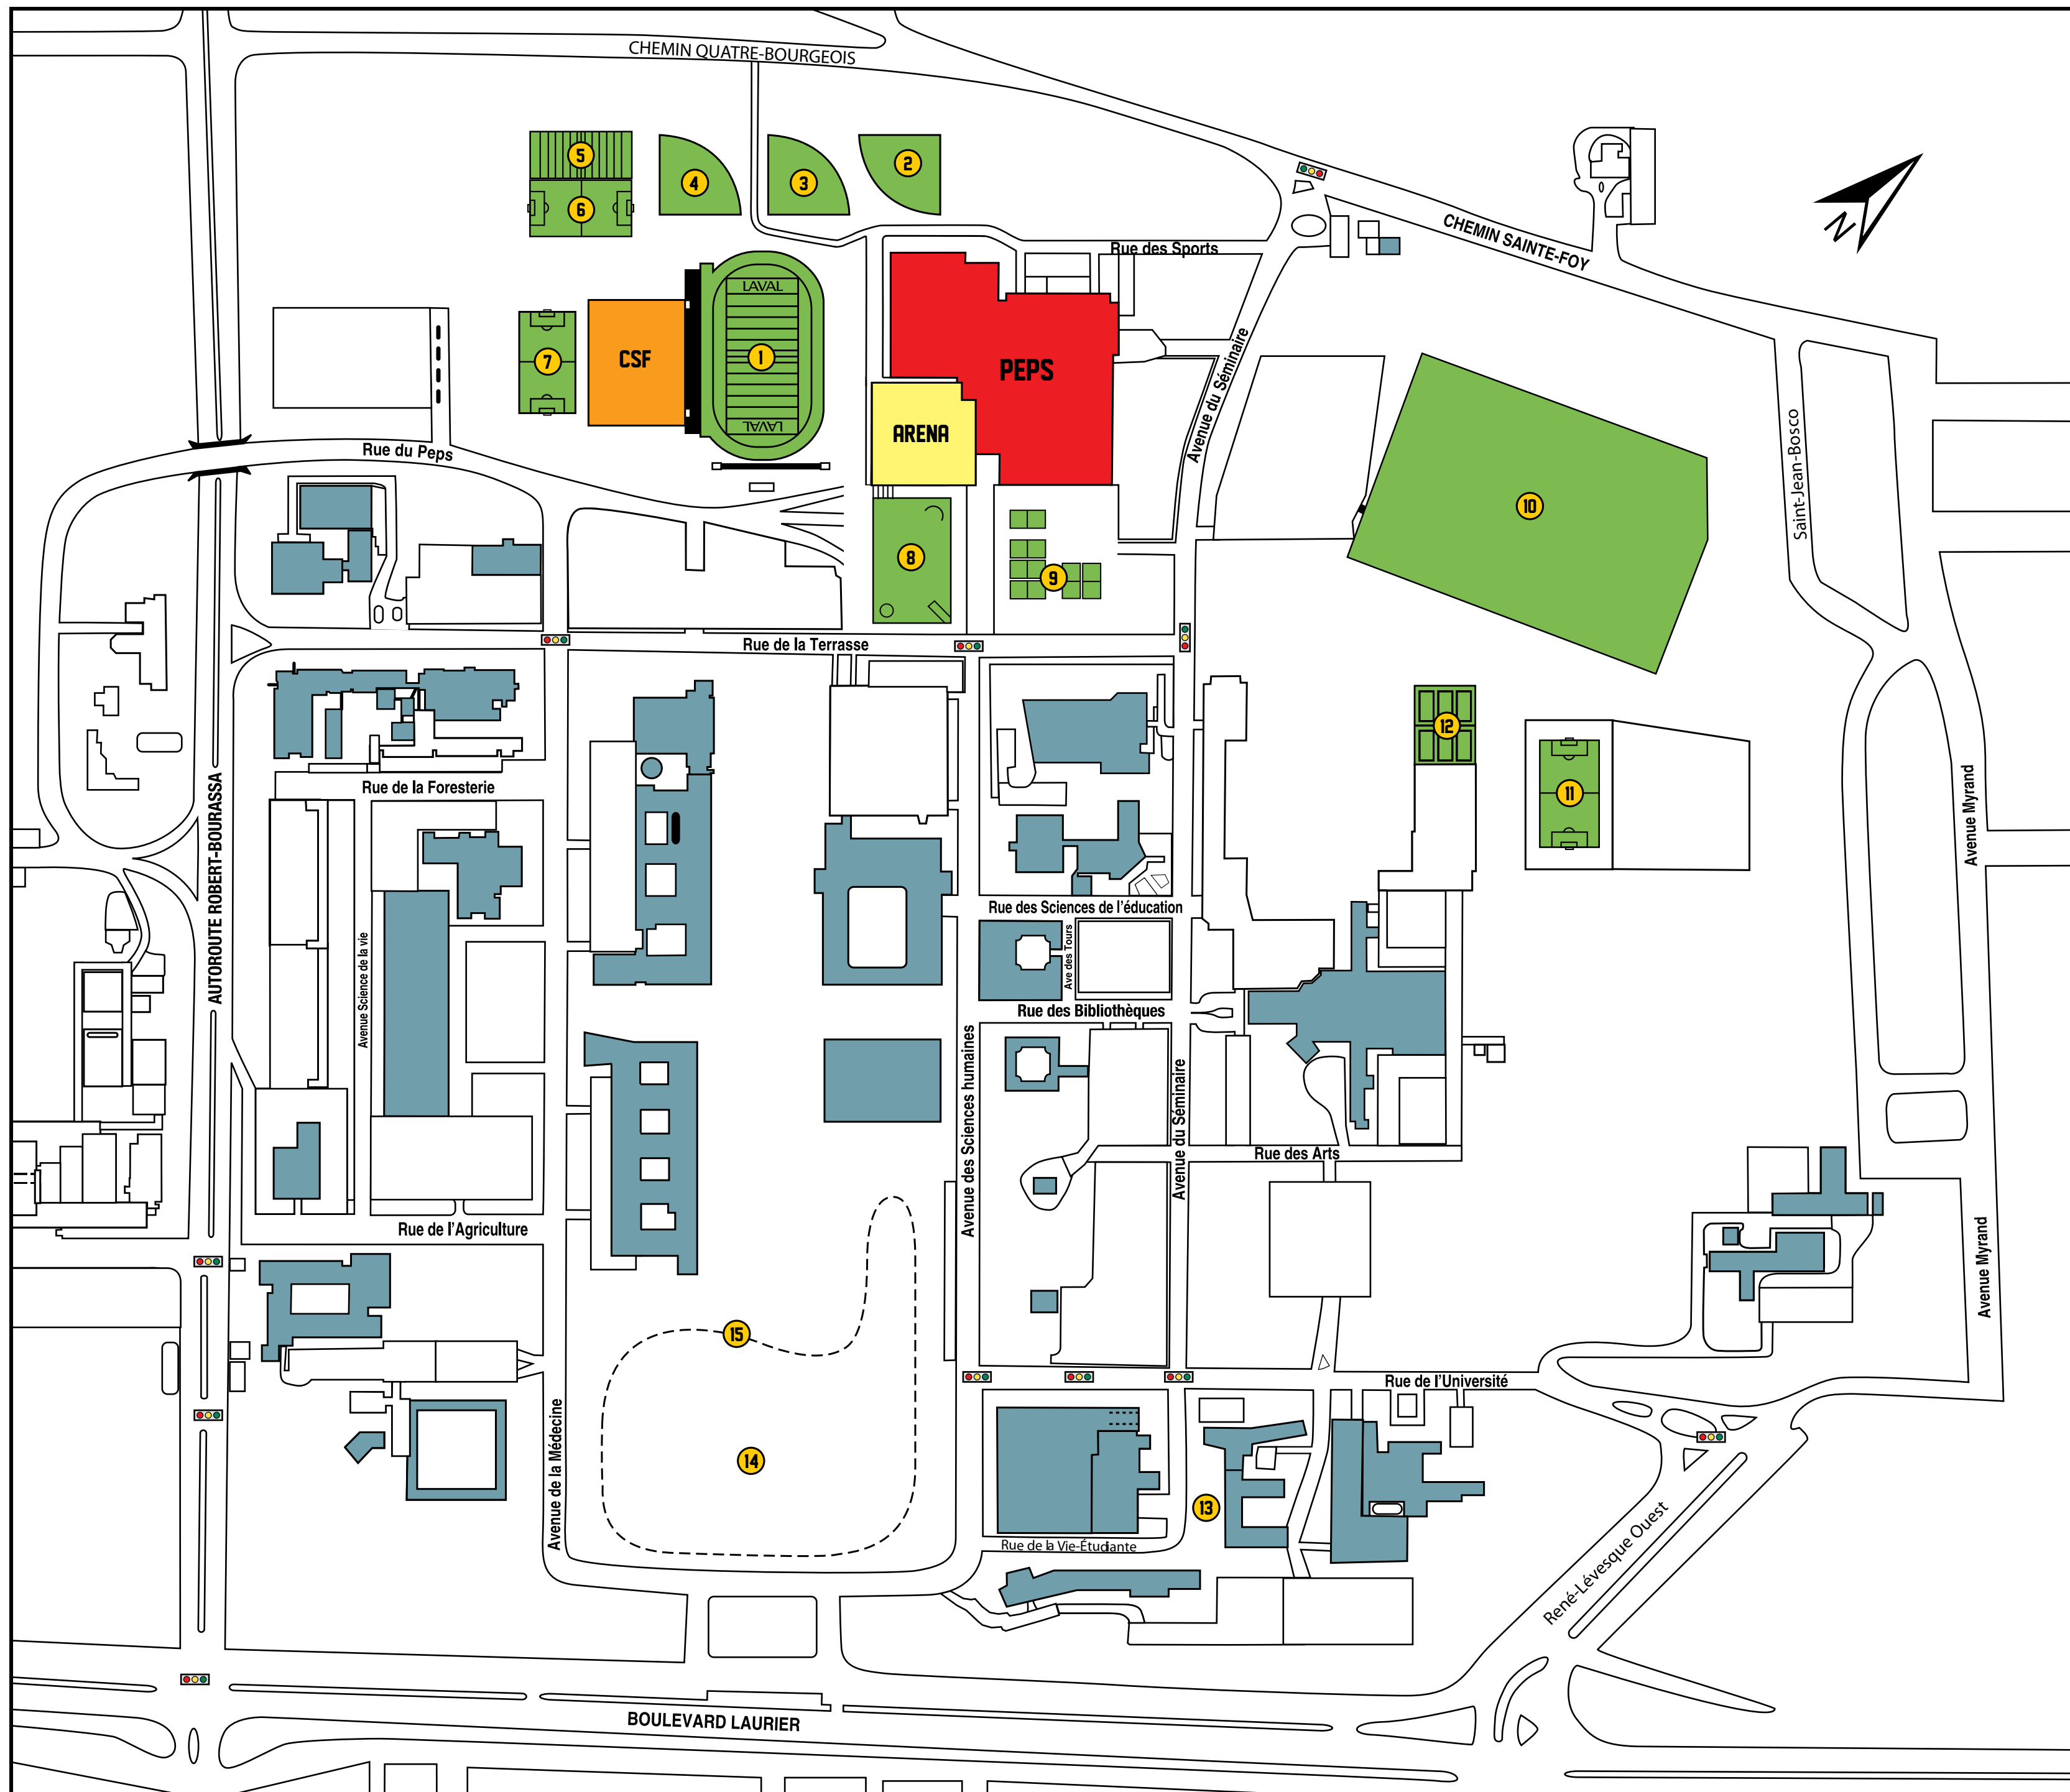 CHEMIN QUATRE-BOURGEOIS
5
4
3
2
6
CHEMIN SAINTE-FOY
N
Rue des Sports
LAVAL
7
CSF
1
PEPS
Avenue du Séminaire
LAVAL
ARENA
Rue du Peps
Saint-Jean-Bosco
10
8
9
Rue de la Terrasse
12
Rue de la Foresterie
11
Avenue Myrand
AUTOROUTE ROBERT-BOURASSA
Rue des Sciences de l'éducation
Avenue Science de la vie
Ave des Tours
Rue des Bibliothèques
Avenue des Sciences humaines
Avenue du Séminaire
Rue des Arts
Rue de l'Agriculture
Avenue Myrand
15
Rue de l'Université
Avenue de la Médecine
14
13
Rue de la Vie-Étudiante
René-Lévesque Ouest
BOULEVARD LAURIER